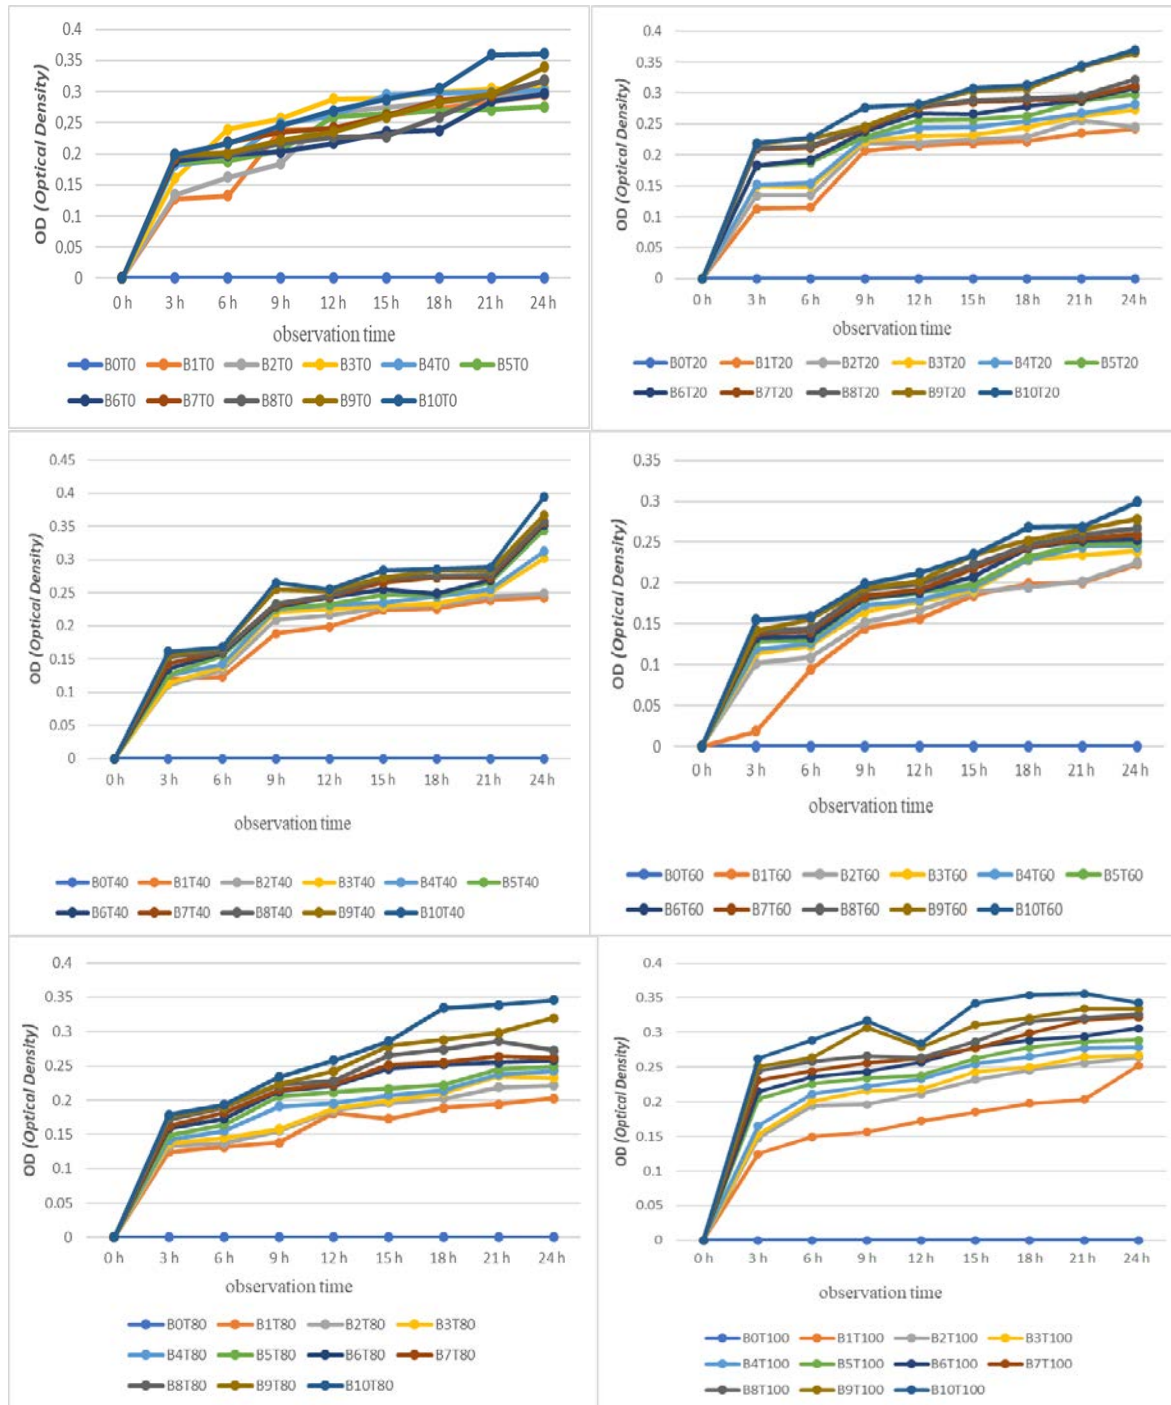 0.4
0.35
0.3
0.25
0.2
0.15
0.1
0.05
0
OD (Optical Density)
0 h 3 h 6 h 9 h 12 h 15 h 18 h 21 h 24 h
observation time
B0T0 B1T0 B2T0 B3T0 B4T0 B5T0
B6T0 B7T0 B8T0 B9T0 B10T0
0.4
0.35
0.3
0.25
0.2
0.15
0.1
0.05
0
OD (Optical Density)
0 h 3 h 6 h 9 h 12 h 15 h 18 h 21 h 24 h
observation time
B0T20 B1T20 B2T20 B3T20 B4T20 B5T20
B6T20 B7T20 B8T20 B9T20 B10T20
0.45
0.4
0.35
0.3
0.25
0.2
0.15
0.1
0.05
0
OD (Optical Density)
0 h 3 h 6 h 9 h 12 h 15 h 18 h 21 h 24 h
observation time
B0T40 B1T40 B2T40 B3T40 B4T40 B5T40
B6T40 B7T40 B8T40 B9T40 B10T40
0.35
0.3
0.25
0.2
0.15
0.1
0.05
0
OD (Optical Density)
0 h 3 h 6 h 9 h 12 h 15 h 18 h 21 h 24 h
observation time
B0T60 B1T60 B2T60 B3T60 B4T60 B5T60
B6T60 B7T60 B8T60 B9T60 B10T60
0.4
0.35
0.3
0.25
0.2
0.15
0.1
0.05
0
OD (Optical Density)
0 h 3 h 6 h 9 h 12 h 15 h 18 h 21 h 24 h
observation time
B0T80 B1T80 B2T80 B3T80
B4T80 B5T80 B6T80 B7T80
B8T80 B9T80 B10T80
0.4
0.35
0.3
0.25
0.2
0.15
0.1
0.05
0
OD (Optical Density)
0 h 3 h 6 h 9 h 12 h 15 h 18 h 21 h 24 h
observation time
B0T100 B1T100 B2T100 B3T100
B4T100 B5T100 B6T100 B7T100
B8T100 B9T100 B10T100